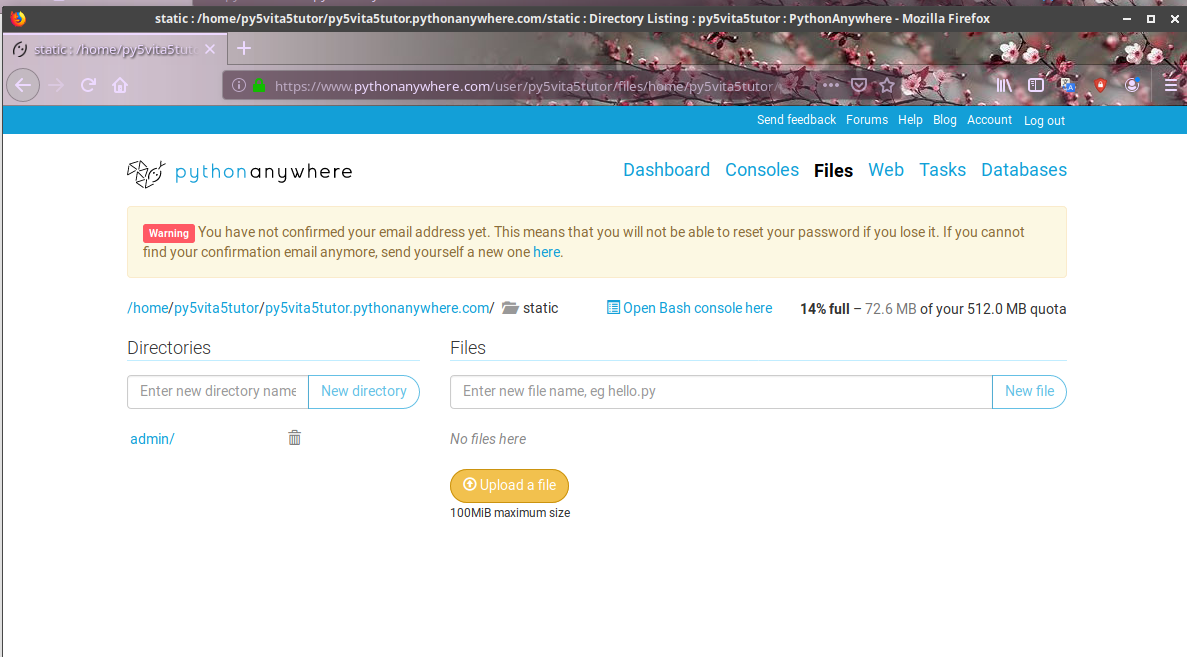 static : /home/py5vita5tutor/py5vita5tutor.pythonanywhere.com/static : Directory Listing : py5vita5tutor : PythonAnywhere - Mozilla Firefox
static : /home/py5vita5tut
https://www.pythonanywhere.com/user/py5vita5tutor/files/home/py5vita5tutor/
Send feedback Forums Help Blog Account Log out
pythonanywhere
Dashboard Consoles Files Web Tasks Databases
Warning You have not confirmed your email address yet. This means that you will not be able to reset your password if you lose it. If you cannot
find your confirmation email anymore, send yourself a new one here.
/home/py5vita5tutor/py5vita5tutor.pythonanywhere.com/ static Open Bash console here 14% full – 72.6 MB of your 512.0 MB quota
Directories Files
Enter new directory name New directory Enter new file name, eg hello.py New file
admin/ No files here
Upload a file
100MiB maximum size